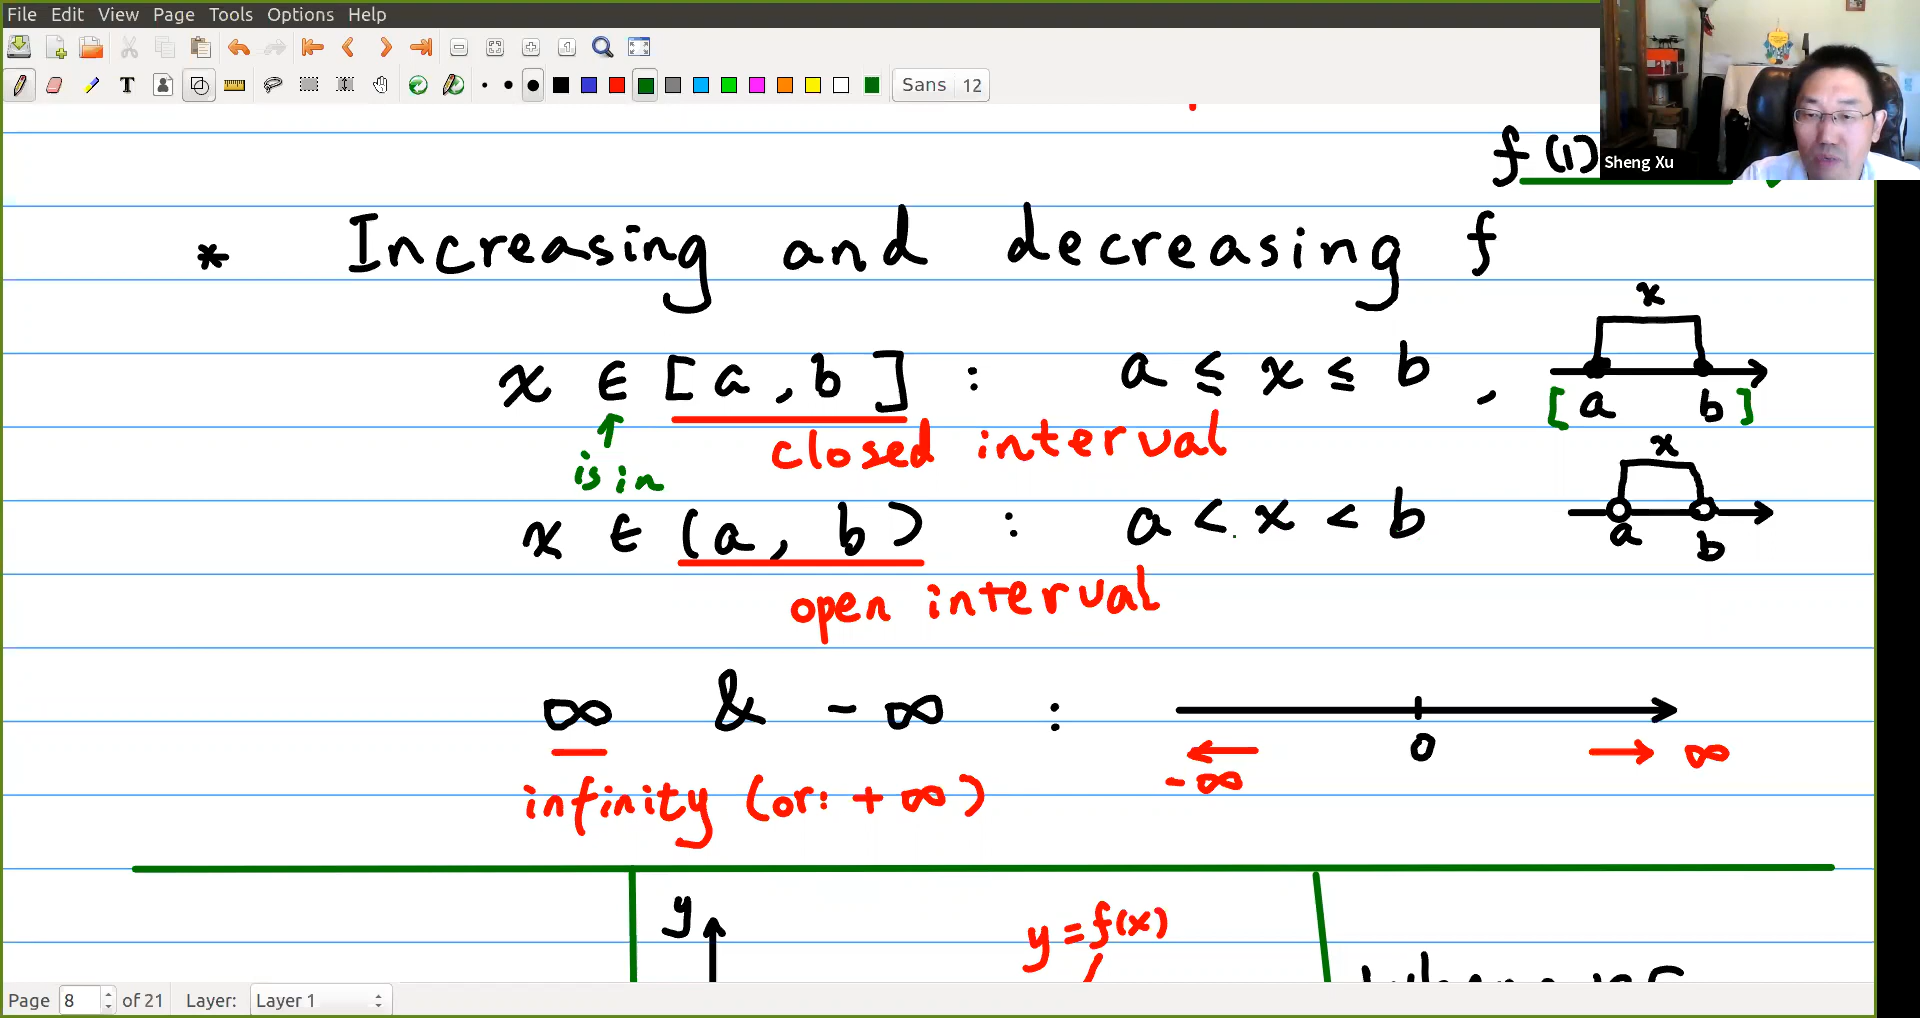 File Edit View Page Tools Options Help
Sans 12
Sheng Xu
f(1)
* Increasing and decreasing f
x ∈ [a, b] : a ≤ x ≤ b ,
x
[ a b ]
closed interval
is in
x ∈ (a, b) : a < x < b
x
a b
open interval
∞ & -∞ :
0
-∞ ∞
infinity (or: +∞)
y
y = f(x)
Page 8 of 21 Layer: Layer 1